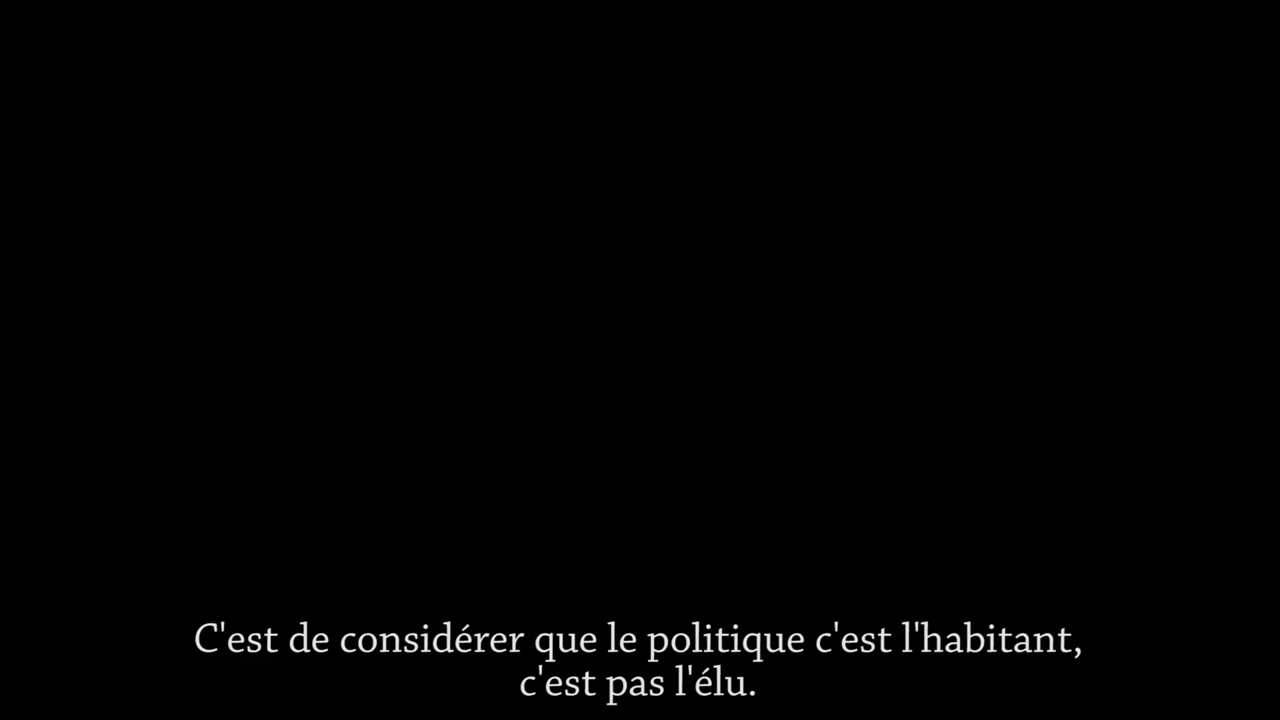 C'est de considérer que le politique c'est l'habitant,
c'est pas l'élu.